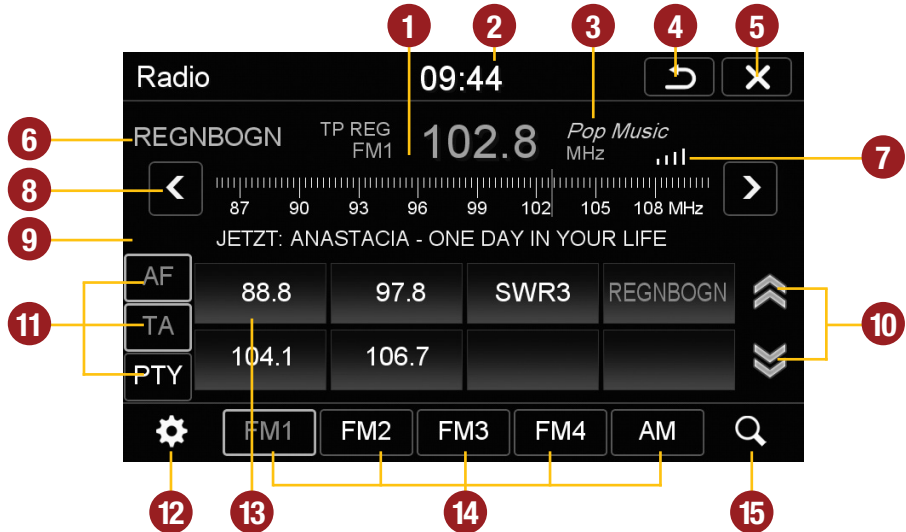 1 2 3 4 5
Radio 09:44
6 REGNBOGN TP REG FM1 102.8 Pop Music MHz 7
8 87 90 93 96 99 102 105 108 MHz
9 JETZT: ANASTACIA - ONE DAY IN YOUR LIFE
AF 88.8 97.8 SWR3 REGNBOGN
11 TA 10
PTY 104.1 106.7
FM1 FM2 FM3 FM4 AM
12 13 14 15